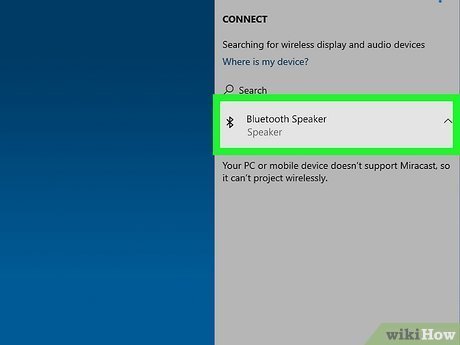 CONNECT
Searching for wireless display and audio devices
Where is my device?
Search
Bluetooth Speaker
Speaker
Your PC or mobile device doesn't support Miracast, so
it can't project wirelessly.
wikiHow